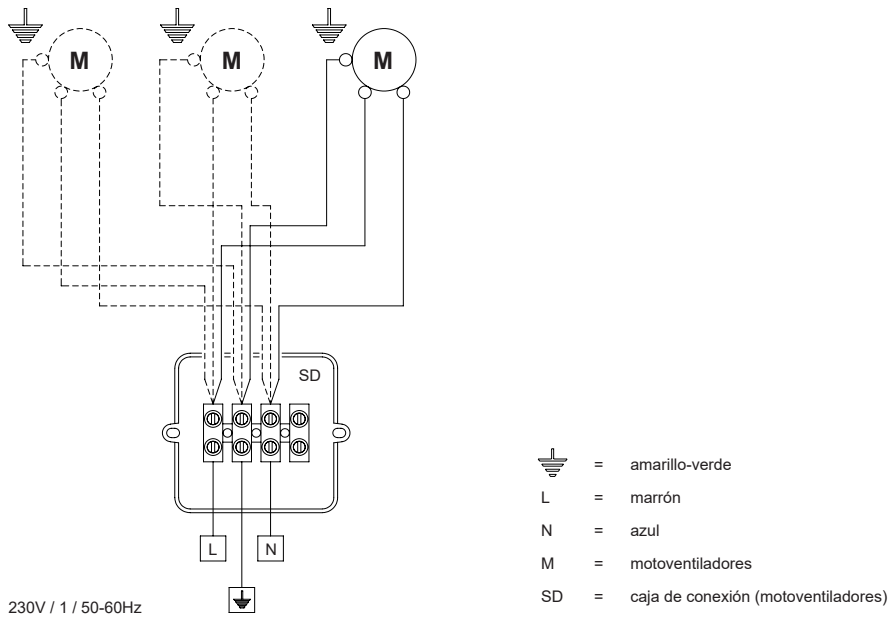 M M M
SD
L N
230V / 1 / 50-60Hz
= amarillo-verde
L = marrón
N = azul
M = motoventiladores
SD = caja de conexión (motoventiladores)